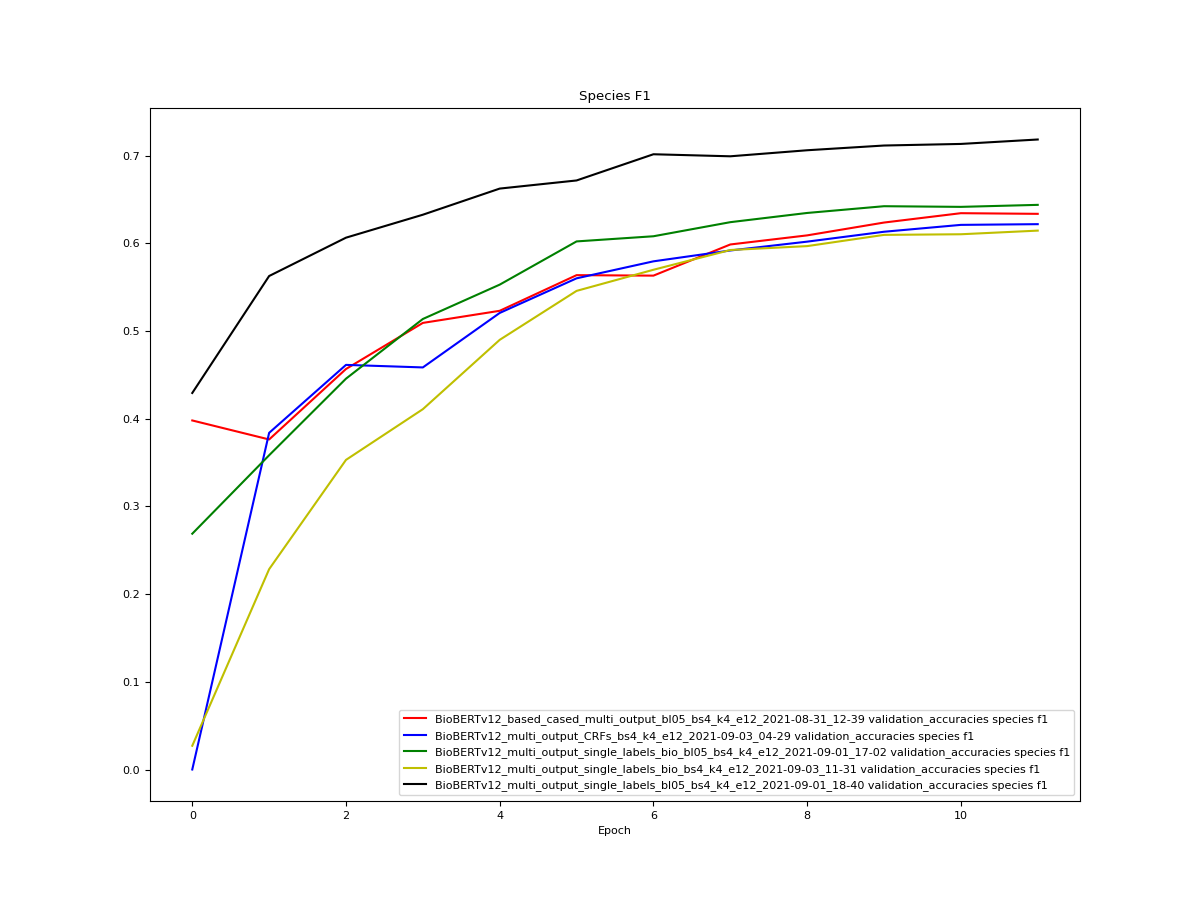 Species F1
0.7
0.6
0.5
0.4
0.3
0.2
0.1
0.0
BioBERTv12_based_cased_multi_output_bl05_bs4_k4_e12_2021-08-31_12-39 validation_accuracies species f1
BioBERTv12_multi_output_CRFs_bs4_k4_e12_2021-09-03_04-29 validation_accuracies species f1
BioBERTv12_multi_output_single_labels_bio_bl05_bs4_k4_e12_2021-09-01_17-02 validation_accuracies species f1
BioBERTv12_multi_output_single_labels_bio_bs4_k4_e12_2021-09-03_11-31 validation_accuracies species f1
BioBERTv12_multi_output_single_labels_bl05_bs4_k4_e12_2021-09-01_18-40 validation_accuracies species f1
0 2 4 6 8 10
Epoch